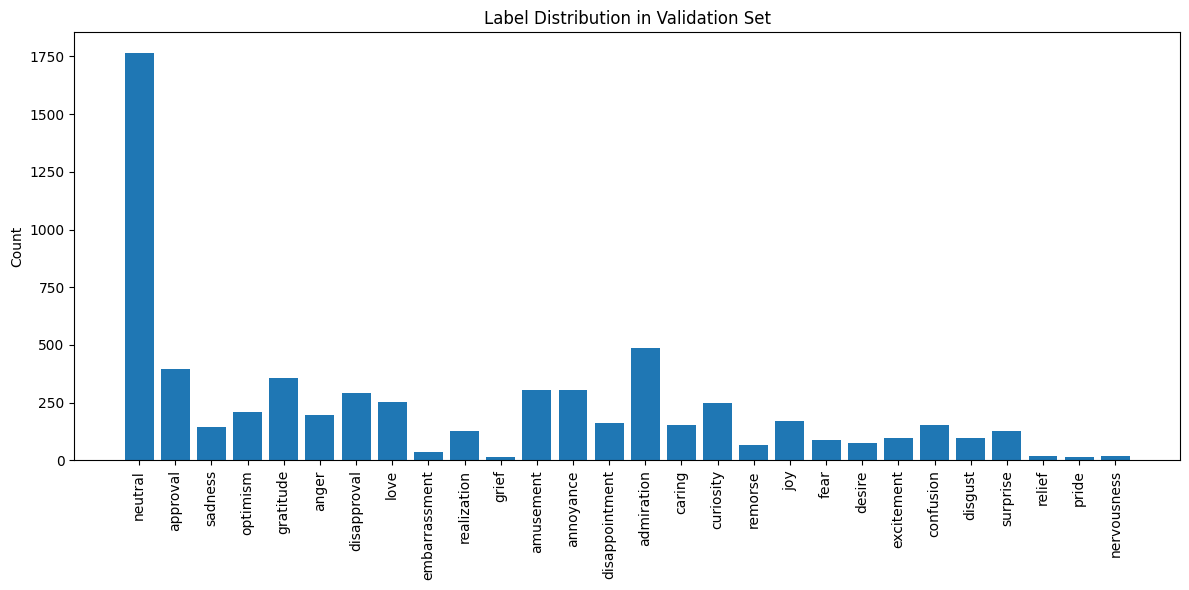 Label Distribution in Validation Set
Count
1750
1500
1250
1000
750
500
250
0
neutral
approval
sadness
optimism
gratitude
anger
disapproval
love
embarrassment
realization
grief
amusement
annoyance
disappointment
admiration
caring
curiosity
remorse
joy
fear
desire
excitement
confusion
disgust
surprise
relief
pride
nervousness